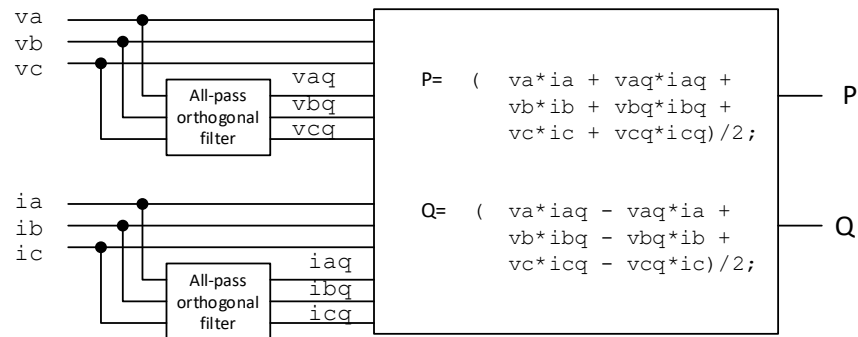 va
vb
vc
All-pass
orthogonal
filter
vaq
vbq
vcq
P= ( va*ia + vaq*iaq +
vb*ib + vbq*ibq +
vc*ic + vcq*icq)/2;
P
ia
ib
ic
All-pass
orthogonal
filter
iaq
ibq
icq
Q= ( va*iaq - vaq*ia +
vb*ibq - vbq*ib +
vc*icq - vcq*ic)/2;
Q